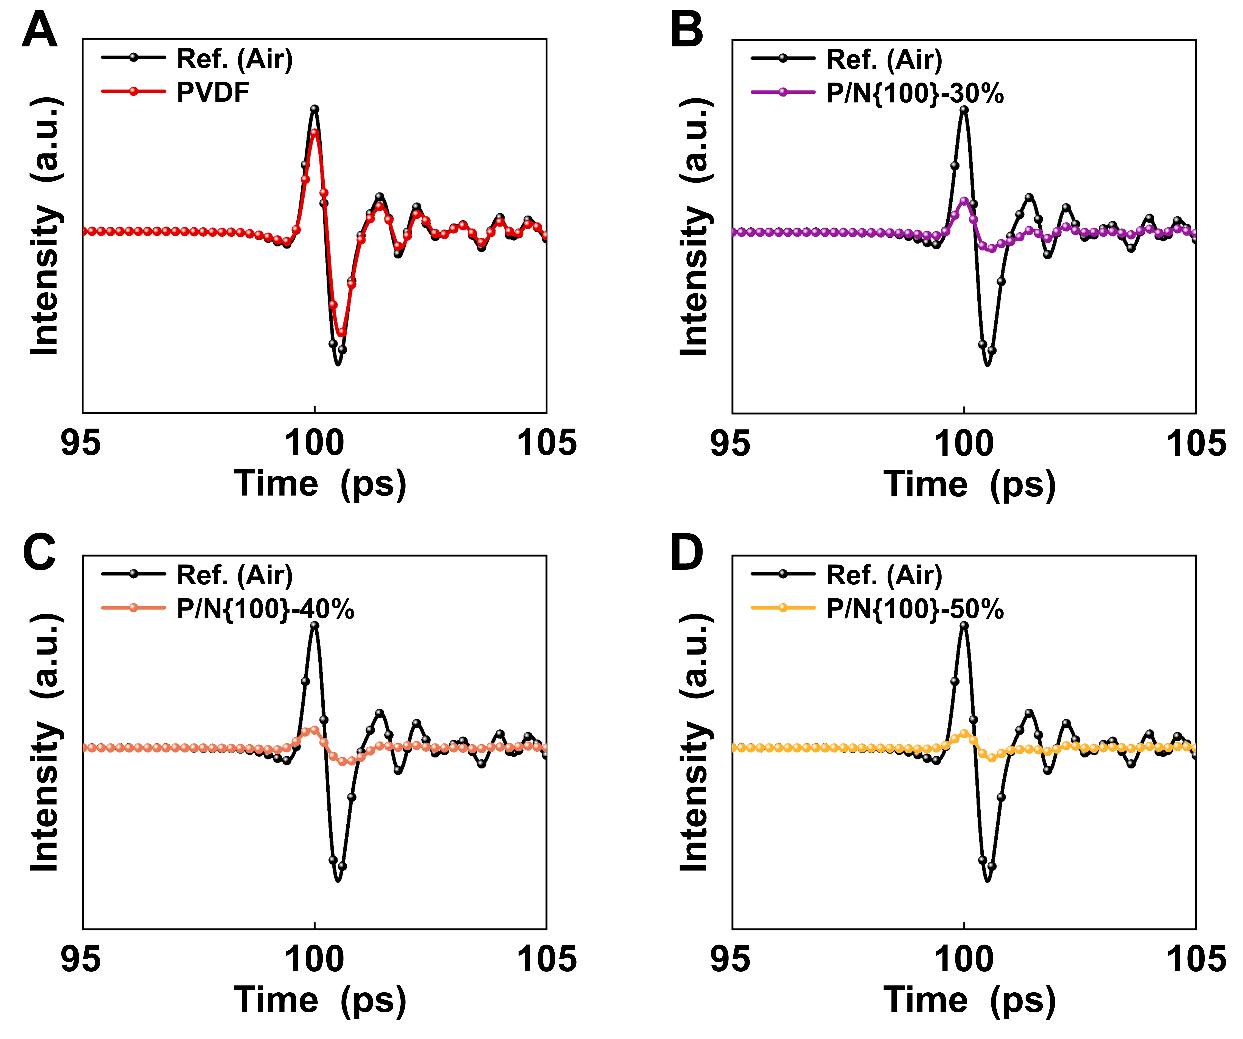 A
Ref. (Air)
PVDF
Intensity (a.u.)
95
100
105
Time (ps)
B
Ref. (Air)
P/N{100}-30%
Intensity (a.u.)
95
100
105
Time (ps)
C
Ref. (Air)
P/N{100}-40%
Intensity (a.u.)
95
100
105
Time (ps)
D
Ref. (Air)
P/N{100}-50%
Intensity (a.u.)
95
100
105
Time (ps)